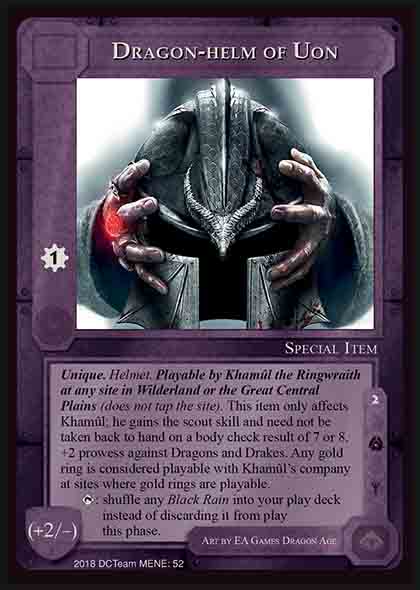 DRAGON-HELM OF UON
1
SPECIAL ITEM
Unique. Helmet. Playable by Khamûl the Ringwraith
at any site in Wilderland or the Great Central
Plains (does not tap the site). This item only affects
Khamûl; he gains the scout skill and need not be
taken back to hand on a body check result of 7 or 8.
+2 prowess against Dragons and Drakes. Any gold
ring is considered playable with Khamûl's company
at sites where gold rings are playable.
: shuffle any Black Rain into your play deck
instead of discarding it from play
this phase.
2
(+2/–)
ART BY EA GAMES DRAGON AGE
2018 DCTeam MENE: 52